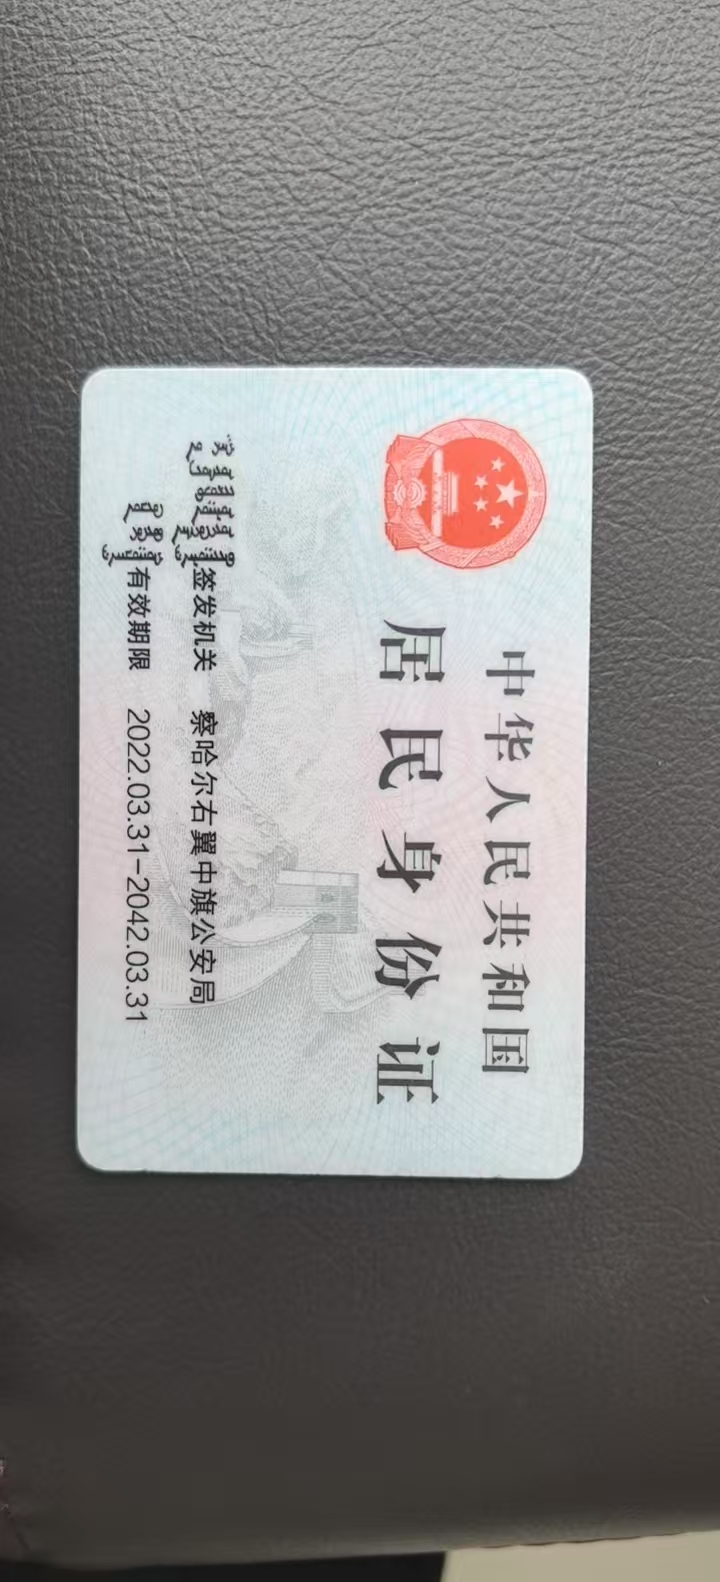 中华人民共和国
居民身份证
签发机关 察哈尔右翼中旗公安局
有效期限 2022.03.31-2042.03.31